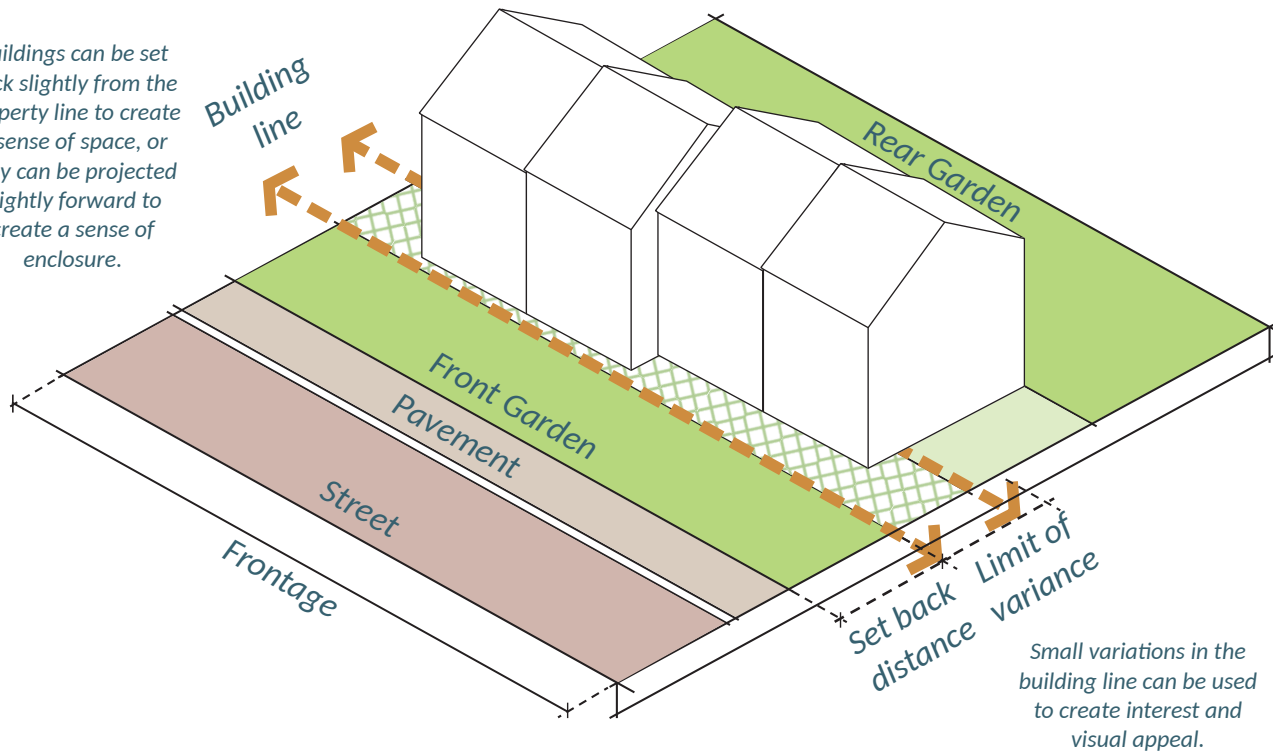 ildings can be set
ck slightly from the
perty line to create
sense of space, or
y can be projected
ightly forward to
create a sense of
enclosure.
Building
line
Rear Garden
Front Garden
Pavement
Street
Frontage
Set back
distance
Limit of
variance
Small variations in the
building line can be used
to create interest and
visual appeal.